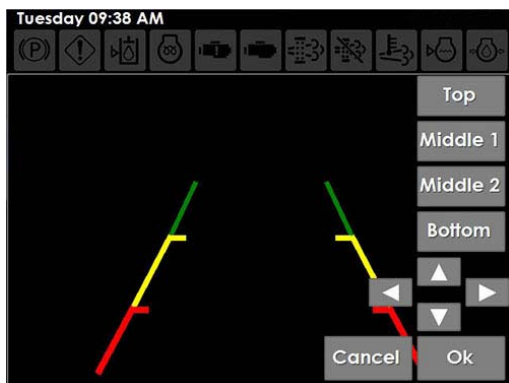 Tuesday 09:38 AM
(P)
Top
Middle 1
Middle 2
Bottom
Cancel
Ok